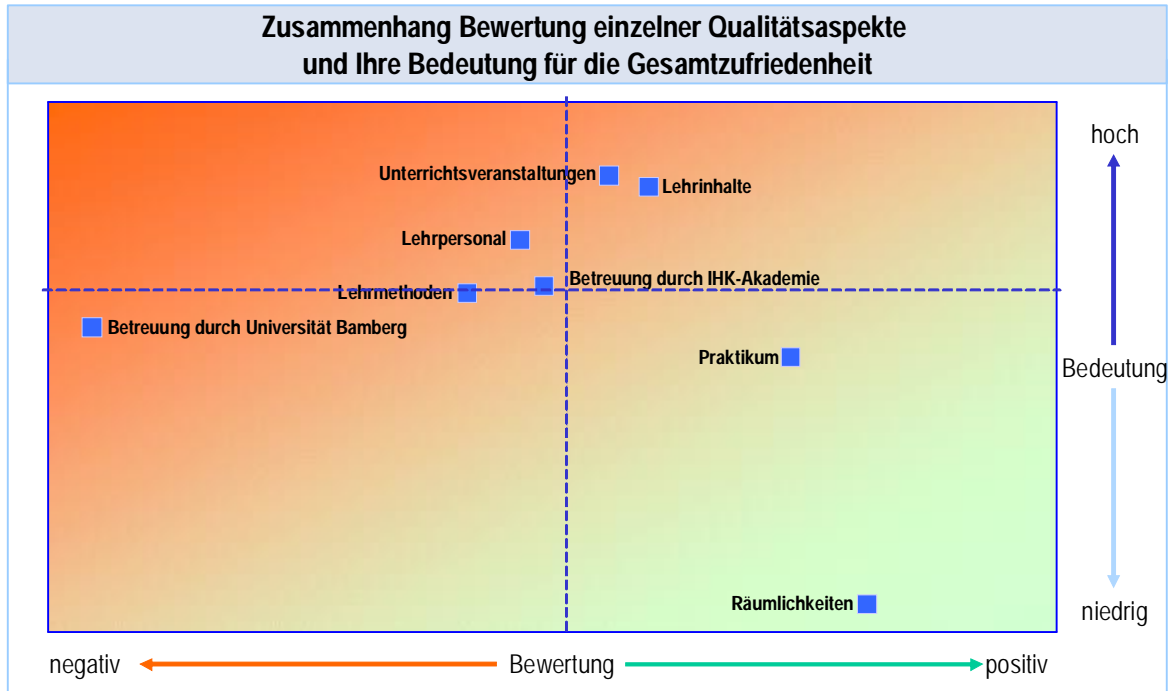 Zusammenhang Bewertung einzelner Qualitätsaspekte
und Ihre Bedeutung für die Gesamtzufriedenheit
hoch
Unterrichtsveranstaltungen
Lehrinhalte
Lehrpersonal
Betreuung durch IHK-Akademie
Lehrmethoden
Betreuung durch Universität Bamberg
Praktikum
Bedeutung
Räumlichkeiten
niedrig
negativ
Bewertung
positiv